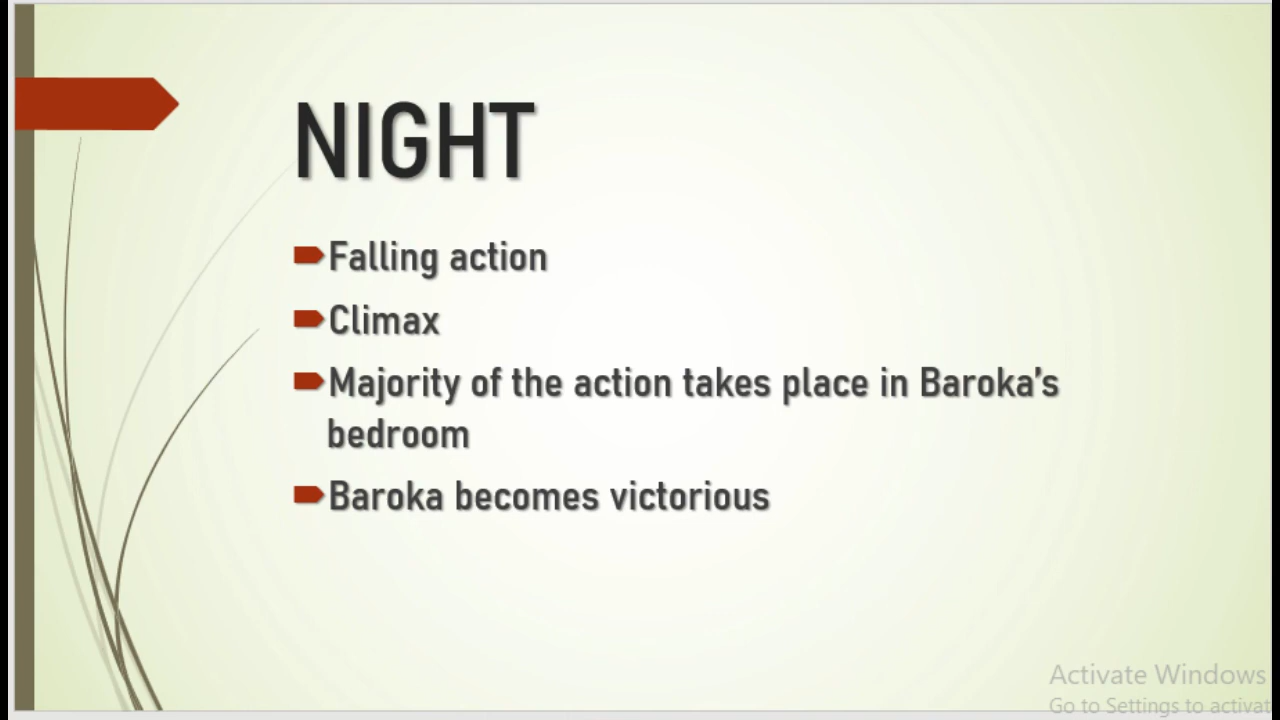 NIGHT
Falling action
Climax
Majority of the action takes place in Baroka's
bedroom
Baroka becomes victorious
Activate Windows
Go to Settings to activat